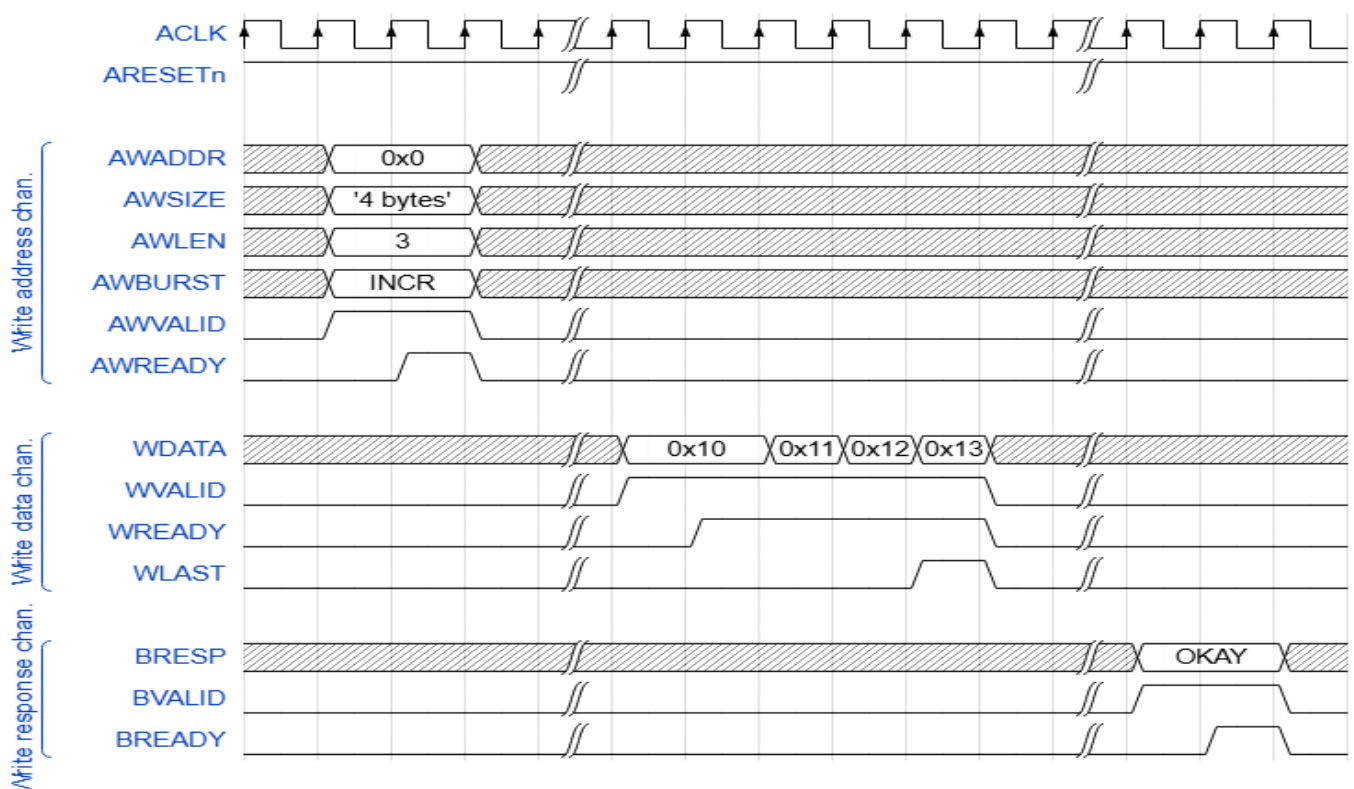 ACLK
ARESETn
Write address chan.
AWADDR 0x0
AWSIZE '4 bytes'
AWLEN 3
AWBURST INCR
AWVALID
AWREADY
Write data chan.
WDATA 0x10 0x11 0x12 0x13
WVALID
WREADY
WLAST
Write response chan.
BRESP OKAY
BVALID
BREADY